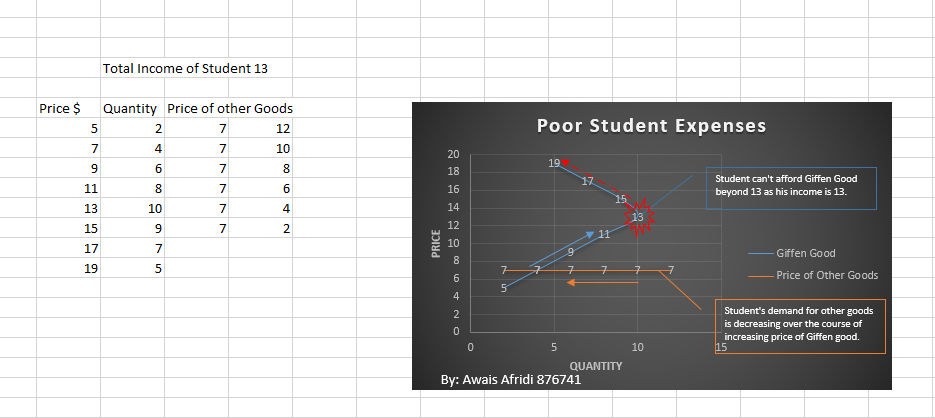 Total Income of Student 13
Price $ Quantity Price of other Goods
5 2 7 12
7 4 7 10
9 6 7 8
11 8 7 6
13 10 7 4
15 9 7 2
17 7
19 5
Poor Student Expenses
20
18
16
14
12
10
8
6
4
2
0
PRICE
19
17
15
13
11
9
5
7 7 7 7 7 7
0 5 10 15
QUANTITY
Student can't afford Giffen Good
beyond 13 as his income is 13.
Giffen Good
Price of Other Goods
Student's demand for other goods
is decreasing over the course of
increasing price of Giffen good.
By: Awais Afridi 876741